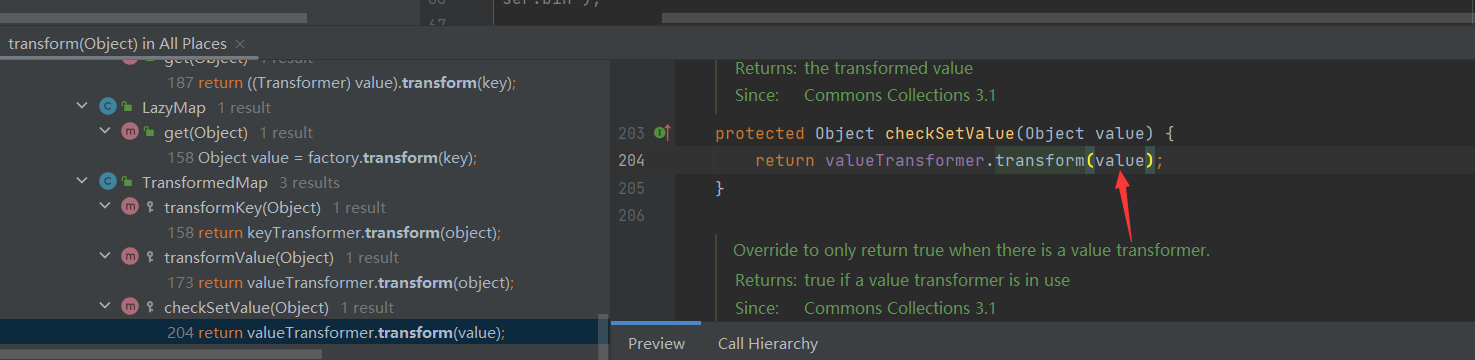 ser.bin");
67
transform(Object) in All Places
get(Object) 1 result
187 return ((Transformer) value).transform(key);
LazyMap 1 result
get(Object) 1 result
158 Object value = factory.transform(key);
TransformedMap 3 results
transformKey(Object) 1 result
158 return keyTransformer.transform(object);
transformValue(Object) 1 result
173 return valueTransformer.transform(object);
checkSetValue(Object) 1 result
204 return valueTransformer.transform(value);
Returns: the transformed value
Since: Commons Collections 3.1
203 protected Object checkSetValue(Object value) {
204 return valueTransformer.transform(value);
205 }
206
Override to only return true when there is a value transformer.
Returns: true if a value transformer is in use
Since: Commons Collections 3.1
Preview Call Hierarchy